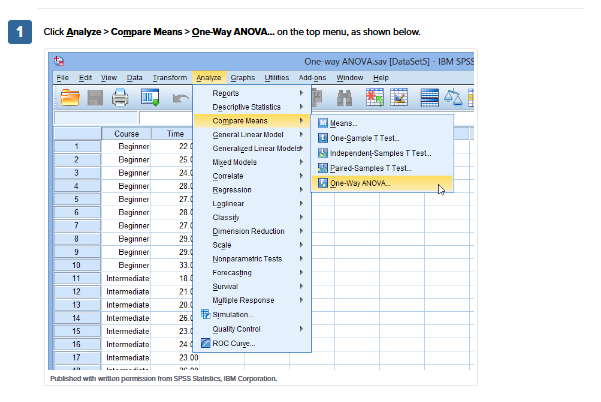 1 Click Analyze > Compare Means > One-Way ANOVA... on the top menu, as shown below.
One-way ANOVA.sav [DataSet5] - IBM SPSS
File Edit View Data Transform Analyze Graphs Utilities Add-ons Window Help
Reports
Descriptive Statistics
Compare Means
General Linear Model
Generalized Linear Models
Mixed Models
Correlate
Regression
Loglinear
Classify
Dimension Reduction
Scale
Nonparametric Tests
Forecasting
Survival
Multiple Response
Simulation...
Quality Control
ROC Curve...
Means...
One-Sample T Test...
Independent-Samples T Test...
Paired-Samples T Test...
One-Way ANOVA...
Course Time
1 Beginner 22.0
2 Beginner 25.0
3 Beginner 27.0
4 Beginner 28.0
5 Beginner 27.0
6 Beginner 28.0
7 Beginner 27.0
8 Beginner 29.0
9 Beginner 29.0
10 Beginner 33.0
11 Intermediate 18.0
12 Intermediate 21.0
13 Intermediate 20.0
14 Intermediate 26.0
15 Intermediate 23.0
16 Intermediate 24.0
17 Intermediate 23.00
Published with written permission from SPSS Statistics, IBM Corporation.